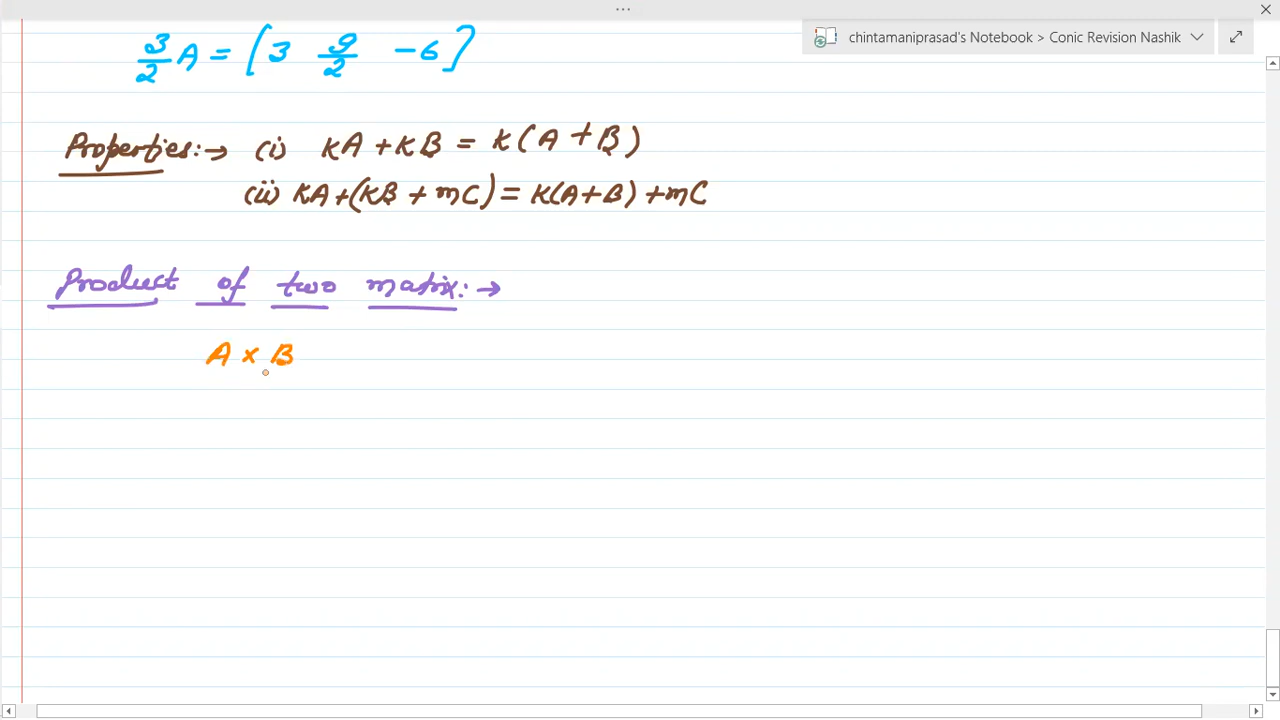 chintamaniprasad's Notebook > Conic Revision Nashik
3/2 A = [3 9/2 -6]
Properties:→ (i) KA + KB = K(A + B)
(ii) KA+(KB + mC) = K(A+B) + mC
Product of two matrix:→
A × B